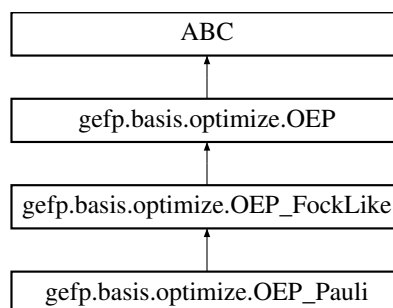 ABC
gefp.basis.optimize.OEP
gefp.basis.optimize.OEP_FockLike
gefp.basis.optimize.OEP_Pauli